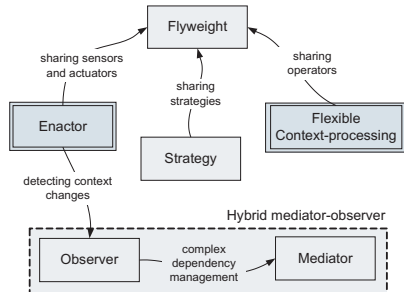 Flyweight
sharing sensors
and actuators
sharing
strategies
sharing
operators
Enactor
Strategy
Flexible
Context-processing
detecting context
changes
Hybrid mediator-observer
Observer
complex
dependency
management
Mediator